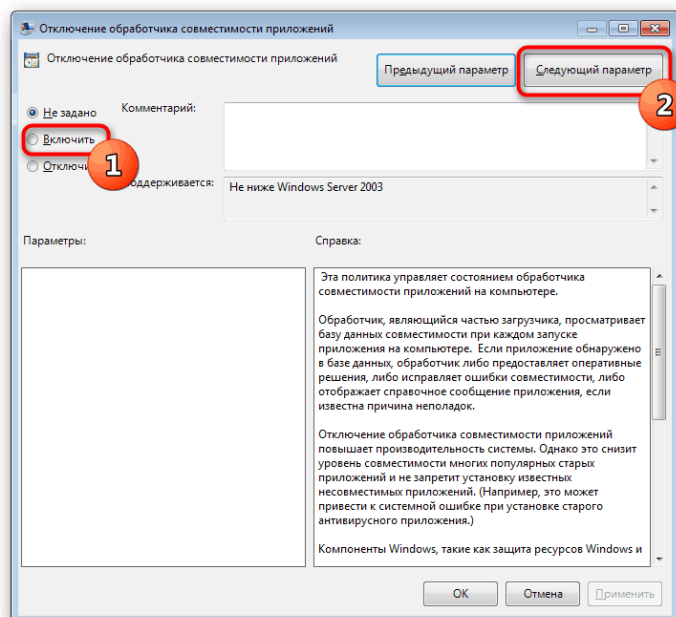 Отключение обработчика совместимости приложений
Отключение обработчика совместимости приложений
Предыдущий параметр
Следующий параметр
2
Не задано
Комментарий:
Включить
1
Отключи
оддерживается:
Не ниже Windows Server 2003
Параметры:
Справка:
Эта политика управляет состоянием обработчика
совместимости приложений на компьютере.
Обработчик, являющийся частью загрузчика, просматривает
базу данных совместимости при каждом запуске
приложения на компьютере. Если приложение обнаружено
в базе данных, обработчик либо предоставляет оперативные
решения, либо исправляет ошибки совместимости, либо
отображает справочное сообщение приложения, если
известна причина неполадок.
Отключение обработчика совместимости приложений
повышает производительность системы. Однако это снизит
уровень совместимости многих популярных старых
приложений и не запретит установку известных
несовместимых приложений. (Например, это может
привести к системной ошибке при установке старого
антивирусного приложения.)
Компоненты Windows, такие как защита ресурсов Windows и
ОК
Отмена
Применить